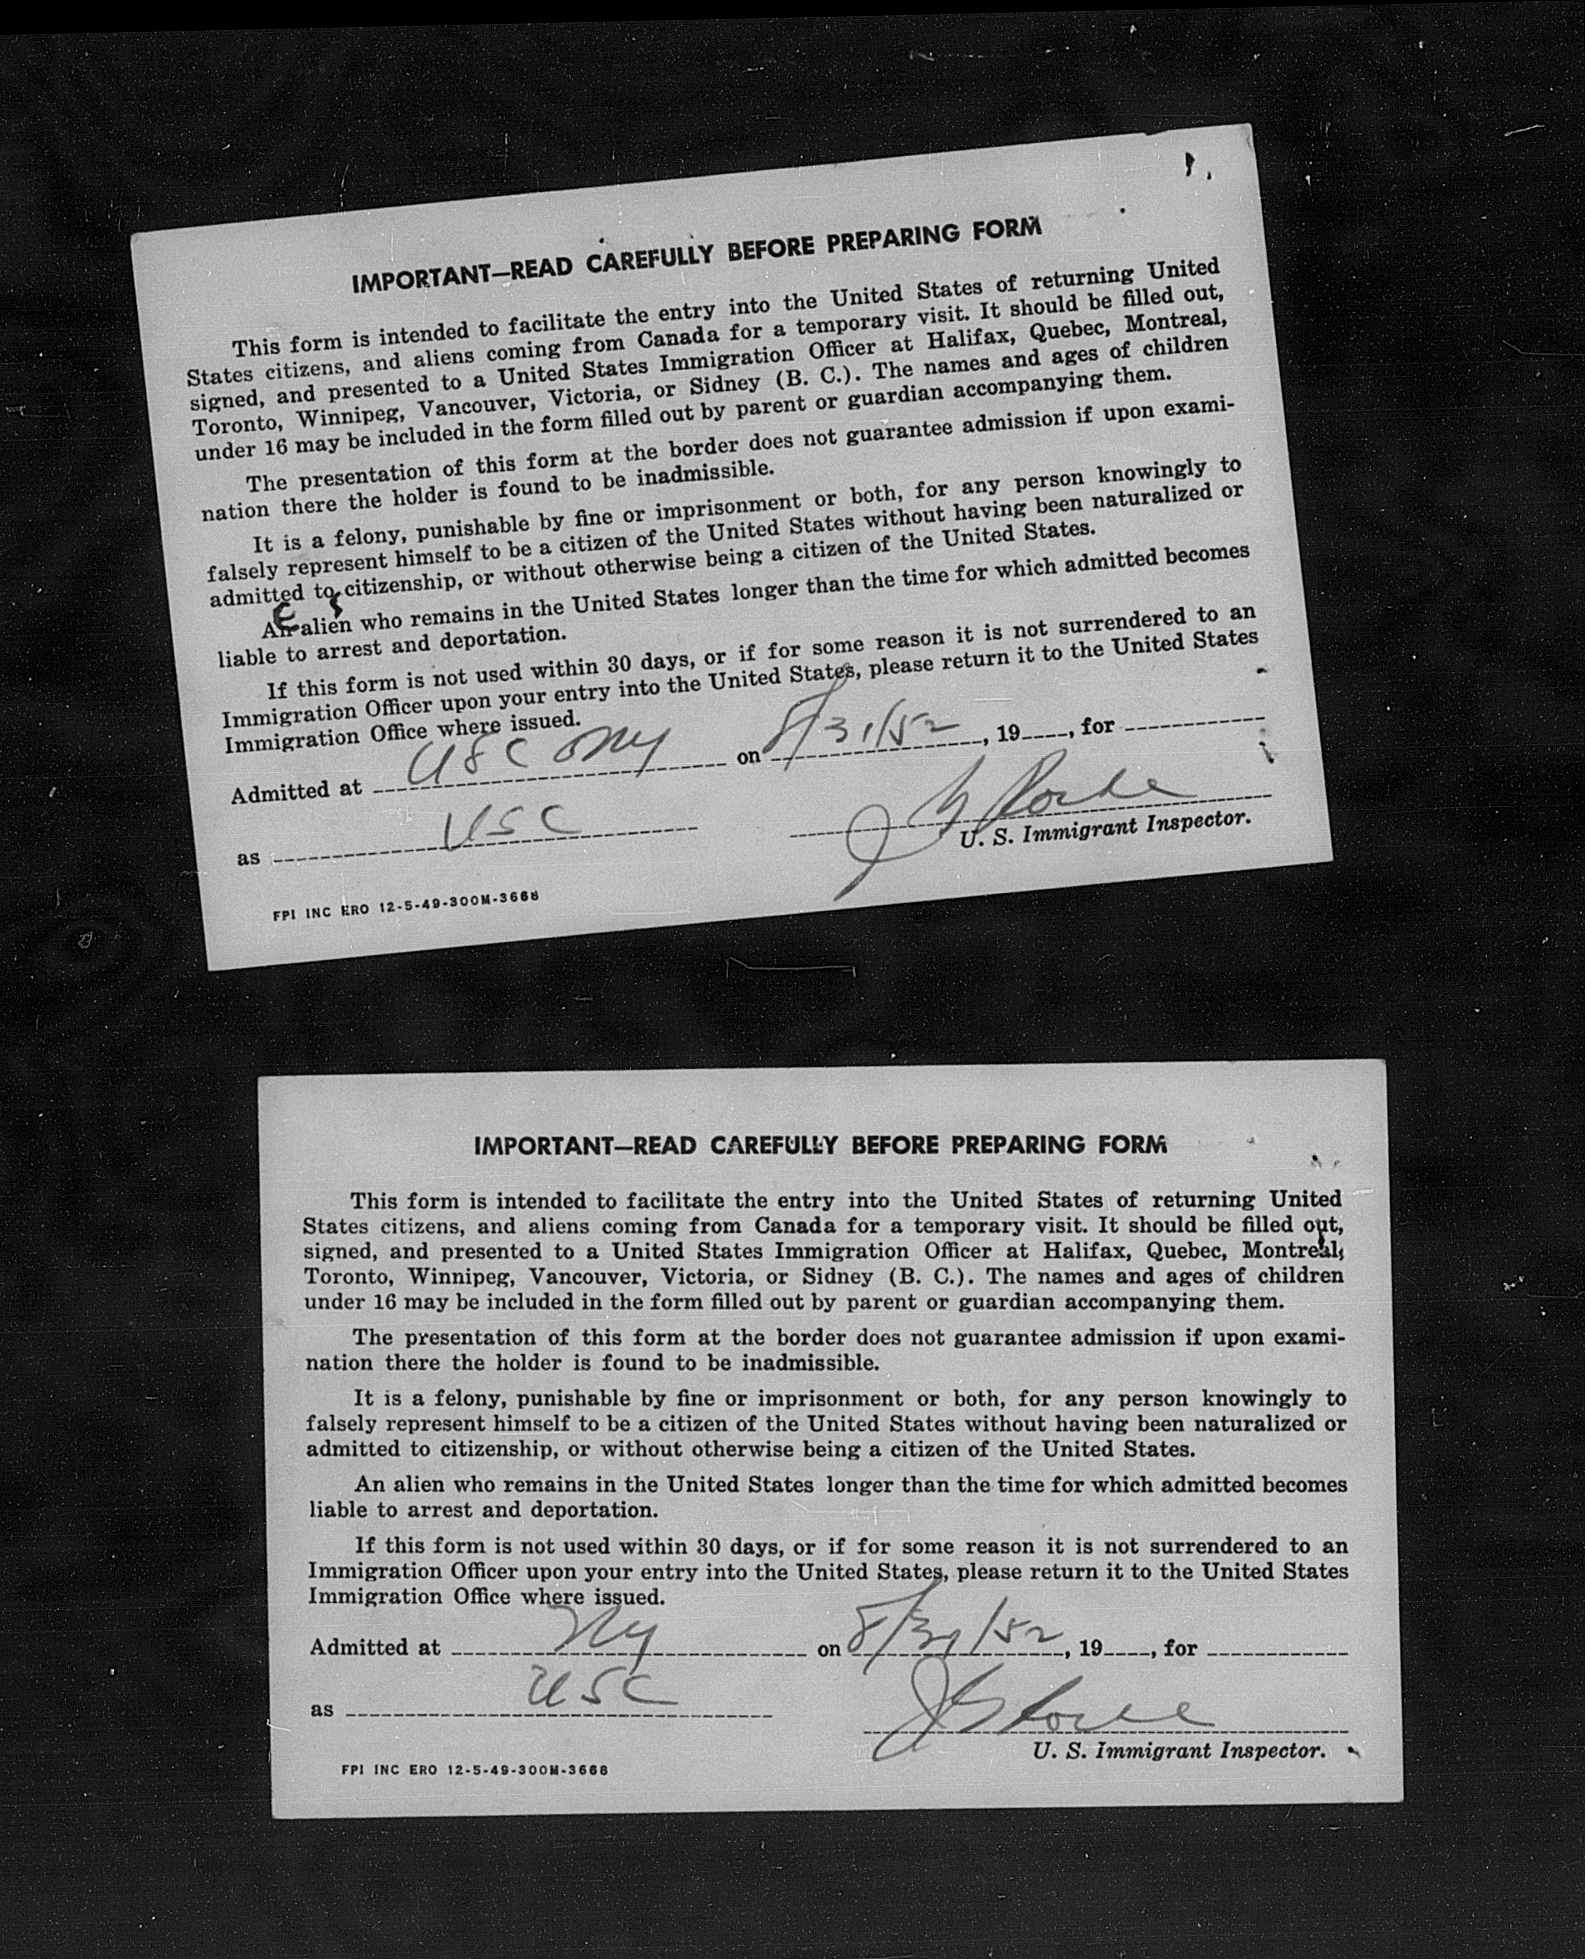 IMPORTANT—READ CAREFULLY BEFORE PREPARING FORM
This form is intended to facilitate the entry into the United States of returning United
States citizens, and aliens coming from Canada for a temporary visit. It should be filled out,
signed, and presented to a United States Immigration Officer at Halifax, Quebec, Montreal,
Toronto, Winnipeg, Vancouver, Victoria, or Sidney (B. C.). The names and ages of children
under 16 may be included in the form filled out by parent or guardian accompanying them.
The presentation of this form at the border does not guarantee admission if upon exami-
nation there the holder is found to be inadmissible.
It is a felony, punishable by fine or imprisonment or both, for any person knowingly to
falsely represent himself to be a citizen of the United States without having been naturalized or
admitted to citizenship, or without otherwise being a citizen of the United States.
An alien who remains in the United States longer than the time for which admitted becomes
liable to arrest and deportation.
If this form is not used within 30 days, or if for some reason it is not surrendered to an
Immigration Officer upon your entry into the United States, please return it to the United States
Immigration Office where issued.
Admitted at USC NY on 8/31/52, 19, for
as USC
U. S. Immigrant Inspector.
FPI INC ERO 12-5-49-300M-3668
IMPORTANT—READ CAREFULLY BEFORE PREPARING FORM
This form is intended to facilitate the entry into the United States of returning United
States citizens, and aliens coming from Canada for a temporary visit. It should be filled out,
signed, and presented to a United States Immigration Officer at Halifax, Quebec, Montreal,
Toronto, Winnipeg, Vancouver, Victoria, or Sidney (B. C.). The names and ages of children
under 16 may be included in the form filled out by parent or guardian accompanying them.
The presentation of this form at the border does not guarantee admission if upon exami-
nation there the holder is found to be inadmissible.
It is a felony, punishable by fine or imprisonment or both, for any person knowingly to
falsely represent himself to be a citizen of the United States without having been naturalized or
admitted to citizenship, or without otherwise being a citizen of the United States.
An alien who remains in the United States longer than the time for which admitted becomes
liable to arrest and deportation.
If this form is not used within 30 days, or if for some reason it is not surrendered to an
Immigration Officer upon your entry into the United States, please return it to the United States
Immigration Office where issued.
Admitted at NY on 8/31/52, 19, for
as USC
U. S. Immigrant Inspector.
FPI INC ERO 12-5-49-300M-3668